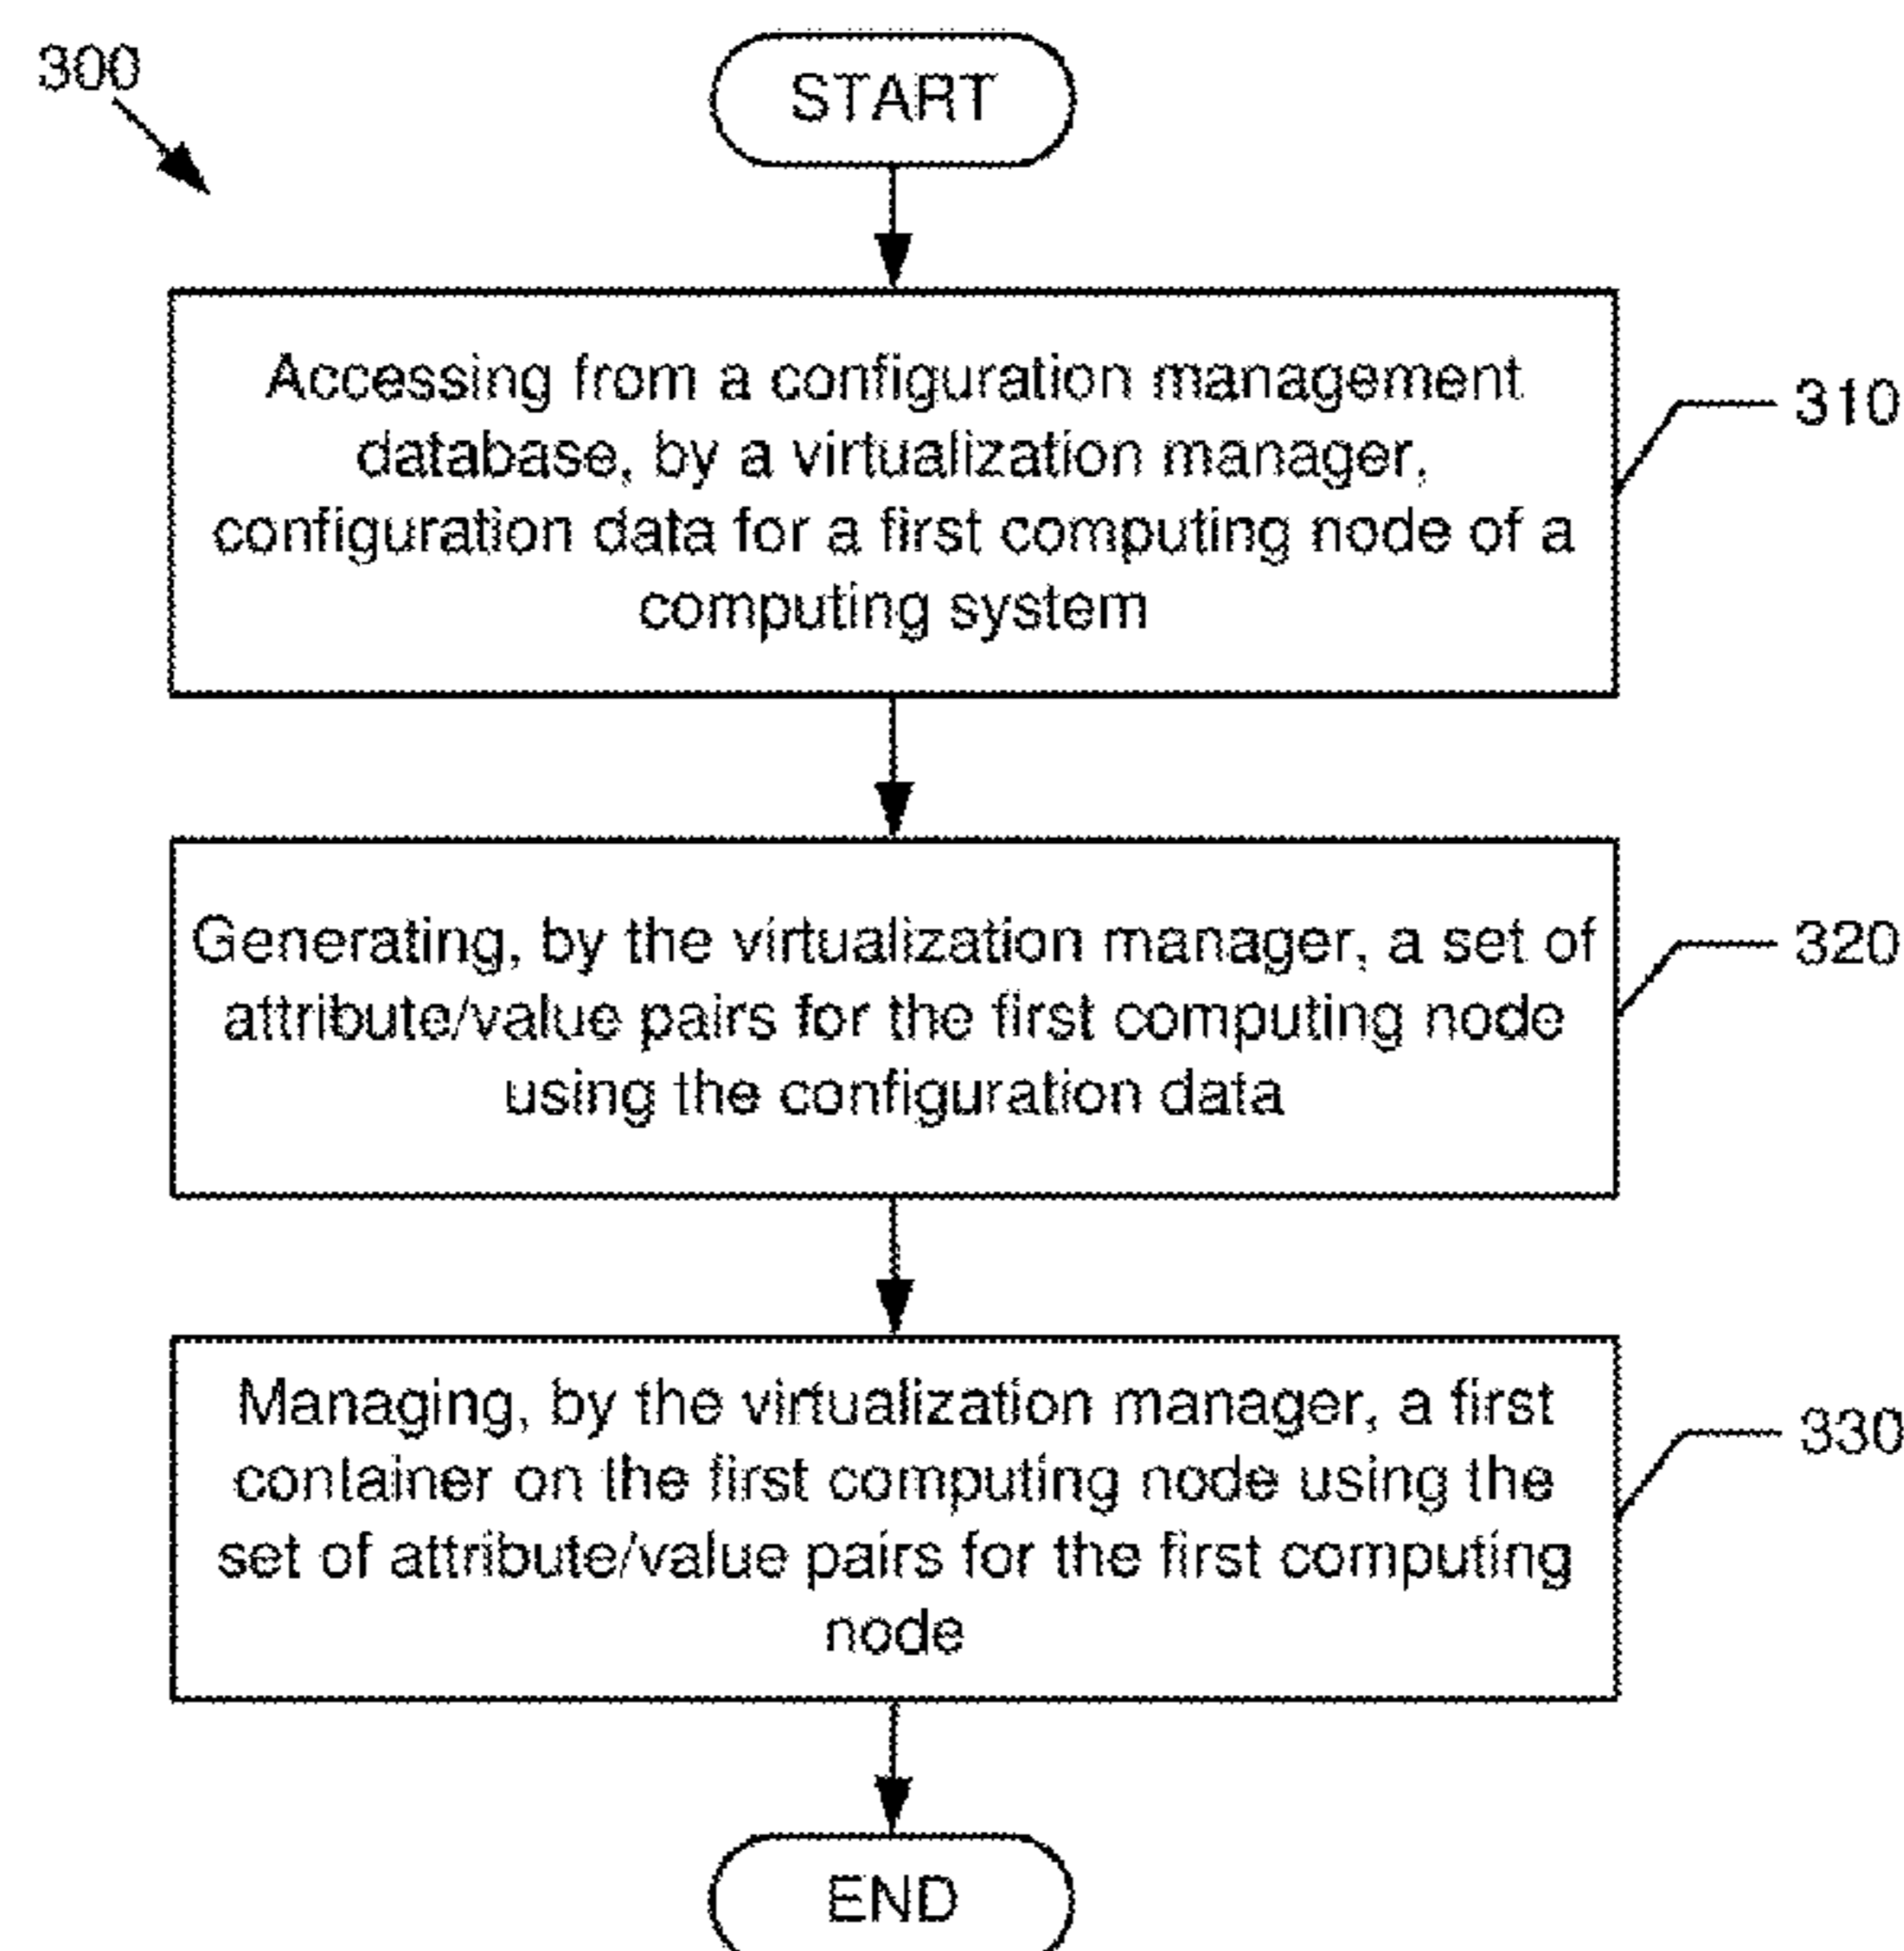 300
START
Accessing from a configuration management
database, by a virtualization manager,
configuration data for a first computing node of a
computing system
310
Generating, by the virtualization manager, a set of
attribute/value pairs for the first computing node
using the configuration data
320
Managing, by the virtualization manager, a first
container on the first computing node using the
set of attribute/value pairs for the first computing
node
330
END